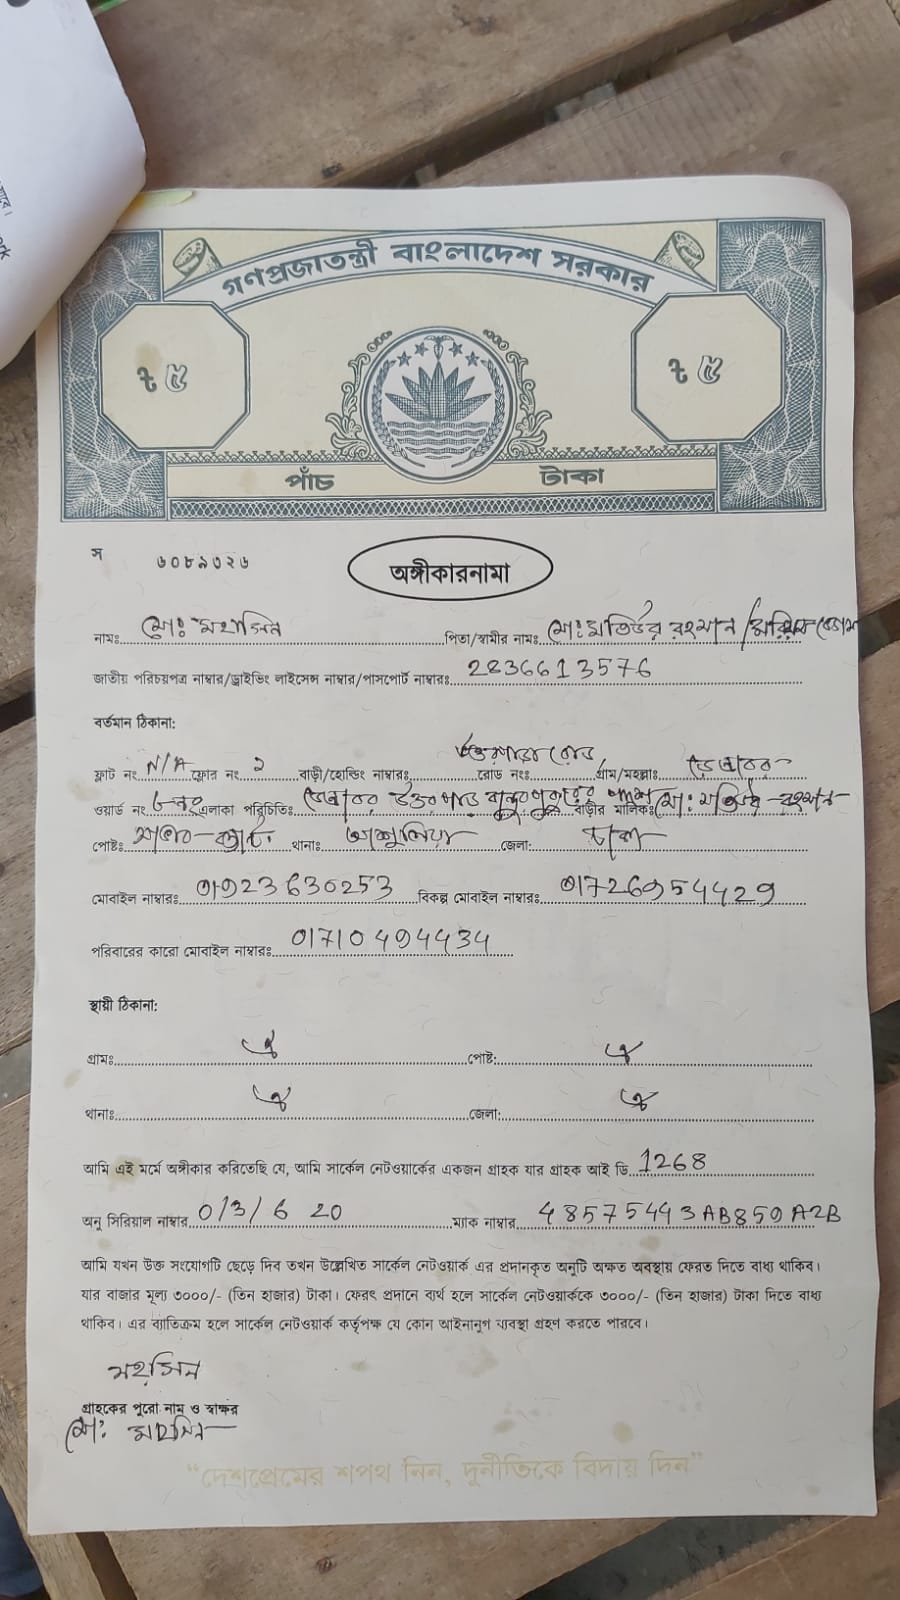 গণপ্রজাতন্ত্রী বাংলাদেশ সরকার
৳ ৫ ৳ ৫
পাঁচ টাকা
স ৬০৮৯৩২৬
অঙ্গীকারনামা
নামঃ মোঃ মহাসিন পিতা/স্বামীর নামঃ মোঃ মতিউর রহমান /
জাতীয় পরিচয়পত্র নাম্বার/ড্রাইভিং লাইসেন্স নাম্বার/পাসপোর্ট নাম্বারঃ 2836613576
বর্তমান ঠিকানা:
ফ্লাট নং N/A ফ্লোর নং ১ বাড়ী/হোল্ডিং নাম্বারঃ রোড নংঃ গ্রাম/মহল্লাঃ
ওয়ার্ড নং এলাকা পরিচিতিঃ বাড়ীর মালিকঃ মোঃ মতিউর রহমান
পোষ্টঃ থানাঃ আশুলিয়া জেলা: ঢাকা
মোবাইল নাম্বারঃ 01923630253 বিকল্প মোবাইল নাম্বারঃ 01726954429
পরিবারের কারো মোবাইল নাম্বারঃ 01710494434
স্থায়ী ঠিকানা:
গ্রামঃ ঐ পোষ্ট: ঐ
থানাঃ ঐ জেলা: ঐ
আমি এই মর্মে অঙ্গীকার করিতেছি যে, আমি সার্কেল নেটওয়ার্কের একজন গ্রাহক যার গ্রাহক আই ডি 1268
অনু সিরিয়াল নাম্বার 0/3/6 20 ম্যাক নাম্বার 48575443AB859A2B
আমি যখন উক্ত সংযোগটি ছেড়ে দিব তখন উল্লেখিত সার্কেল নেটওয়ার্ক এর প্রদানকৃত অনুটি অক্ষত অবস্থায় ফেরত দিতে বাধ্য থাকিব।
যার বাজার মূল্য ৩০০০/- (তিন হাজার) টাকা। ফেরৎ প্রদানে ব্যর্থ হলে সার্কেল নেটওয়ার্ককে ৩০০০/- (তিন হাজার) টাকা দিতে বাধ্য
থাকিব। এর ব্যতিক্রম হলে সার্কেল নেটওয়ার্ক কর্তৃপক্ষ যে কোন আইনানুগ ব্যবস্থা গ্রহণ করতে পারবে।
মহসিন
গ্রাহকের পুরো নাম ও স্বাক্ষর
মোঃ মহসিন
"দেশপ্রেমের শপথ নিন, দুর্নীতিকে বিদায় দিন"